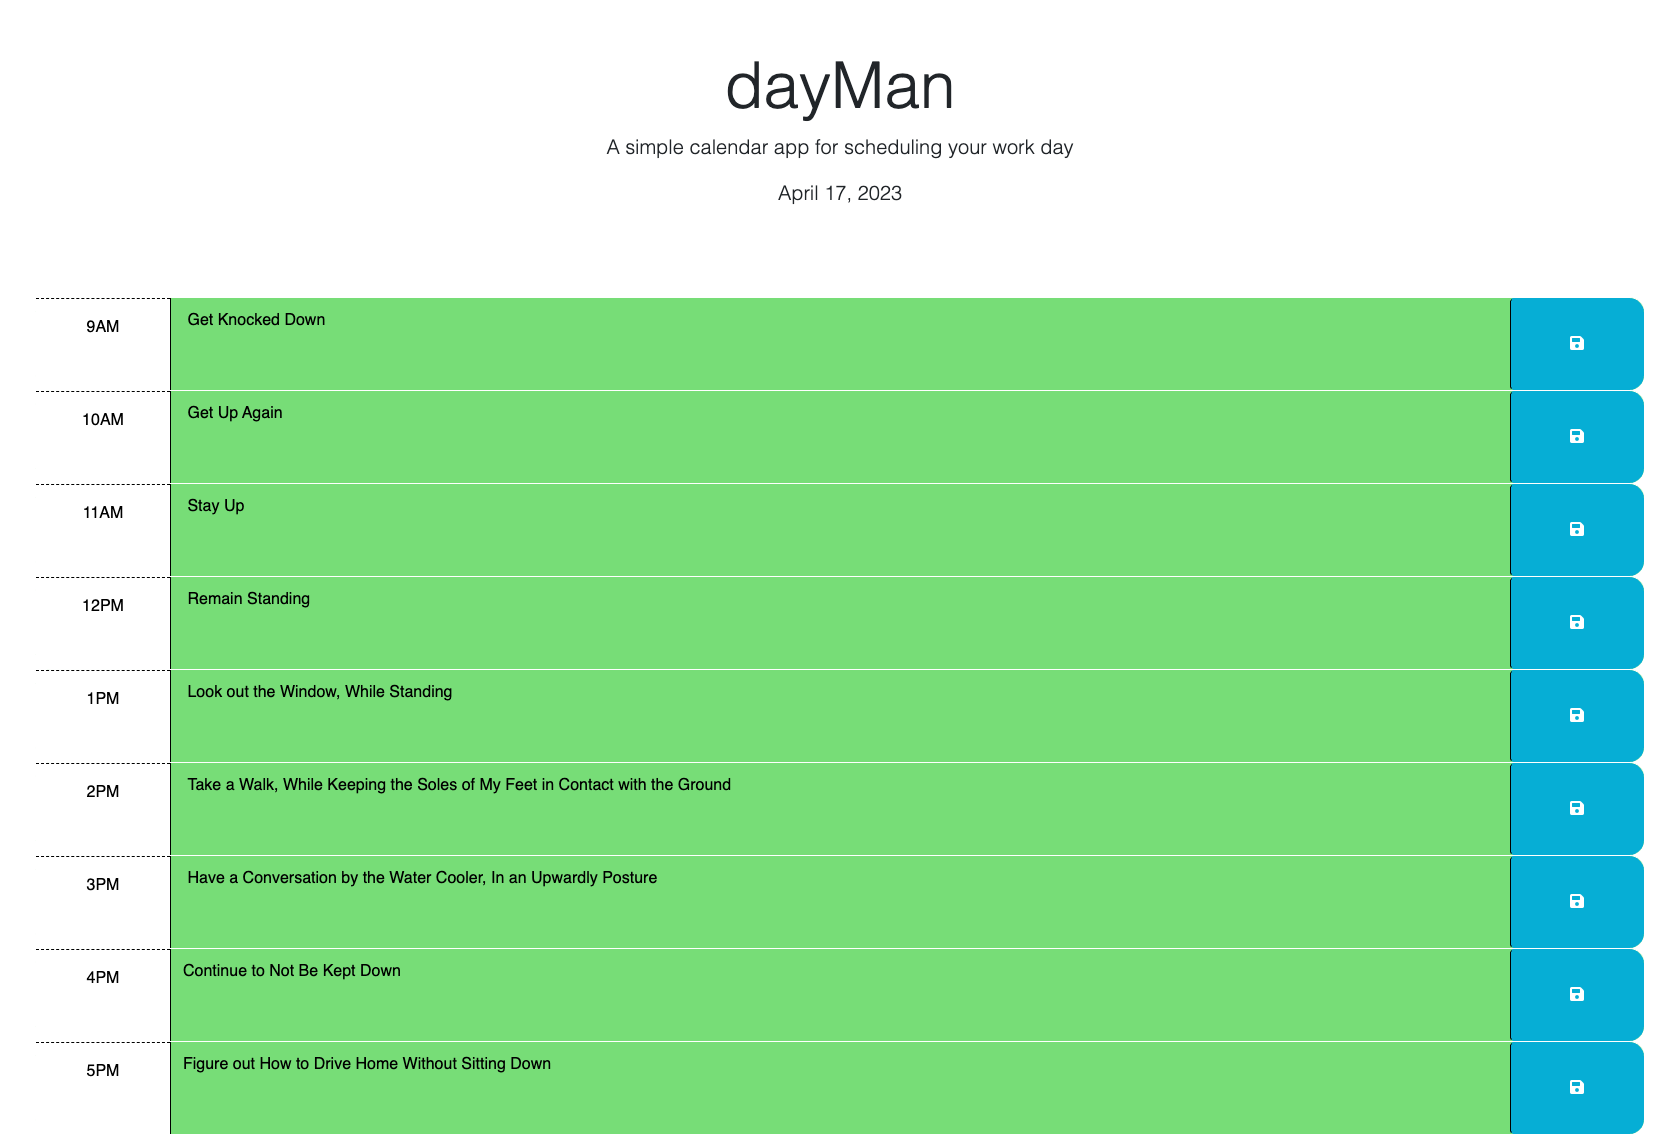 dayMan
A simple calendar app for scheduling your work day
April 17, 2023
9AM
Get Knocked Down
10AM
Get Up Again
11AM
Stay Up
12PM
Remain Standing
1PM
Look out the Window, While Standing
2PM
Take a Walk, While Keeping the Soles of My Feet in Contact with the Ground
3PM
Have a Conversation by the Water Cooler, In an Upwardly Posture
4PM
Continue to Not Be Kept Down
5PM
Figure out How to Drive Home Without Sitting Down